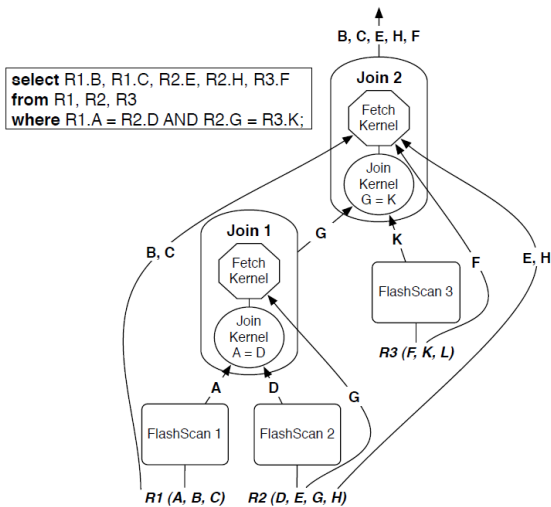 B, C, E, H, F
select R1.B, R1.C, R2.E, R2.H, R3.F
from R1, R2, R3
where R1.A = R2.D AND R2.G = R3.K;
Join 2
Fetch
Kernel
Join
Kernel
G = K
B, C
G
K
F
E, H
Join 1
Fetch
Kernel
Join
Kernel
A = D
FlashScan 3
R3 (F, K, L)
A
D
G
FlashScan 1
FlashScan 2
R1 (A, B, C)
R2 (D, E, G, H)